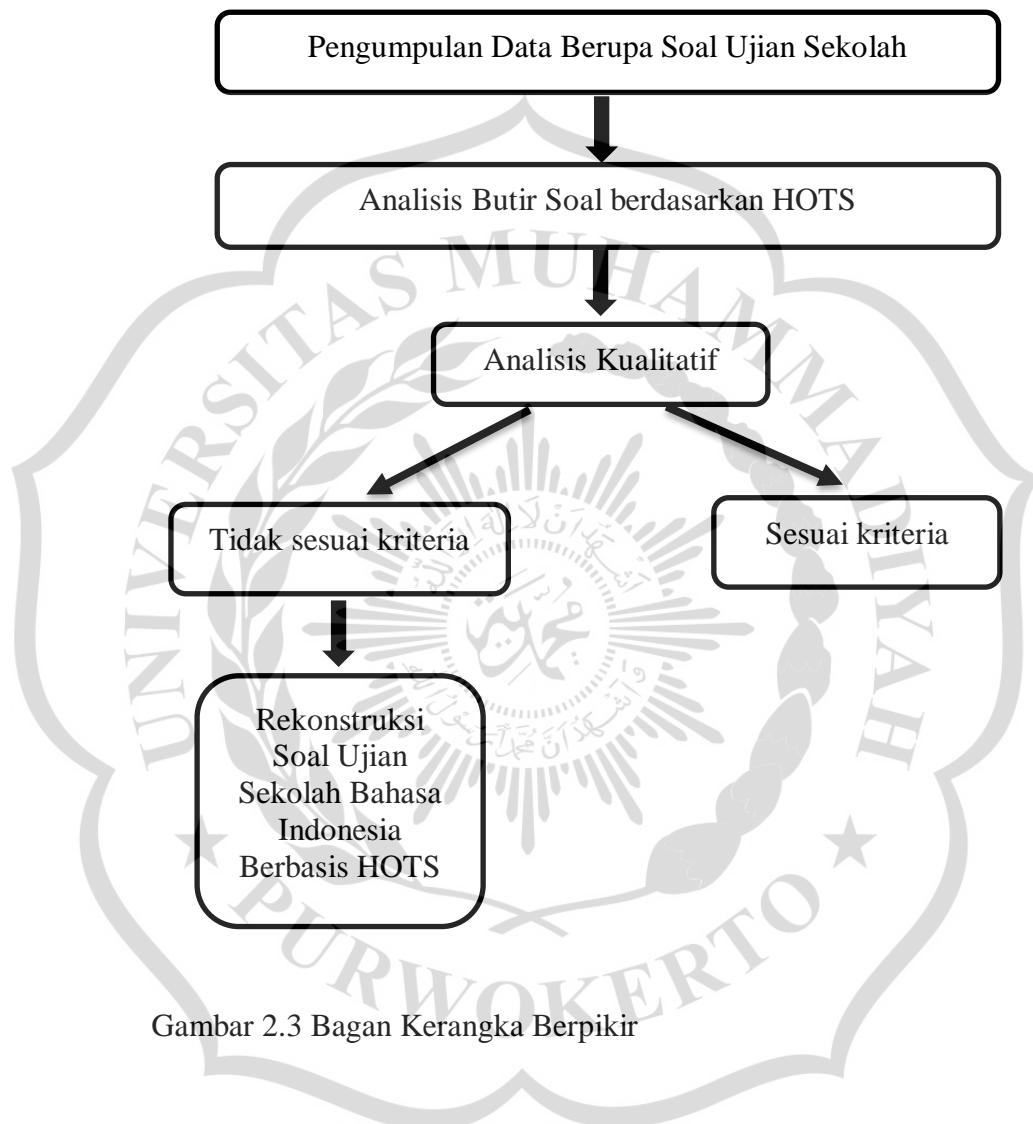 Pengumpulan Data Berupa Soal Ujian Sekolah
Analisis Butir Soal berdasarkan HOTS
Analisis Kualitatif
Tidak sesuai kriteria
Sesuai kriteria
Rekonstruksi
Soal Ujian
Sekolah Bahasa
Indonesia
Berbasis HOTS
Gambar 2.3 Bagan Kerangka Berpikir
UNIVERSITAS MUHAMMADIYAH
PURWOKERTO